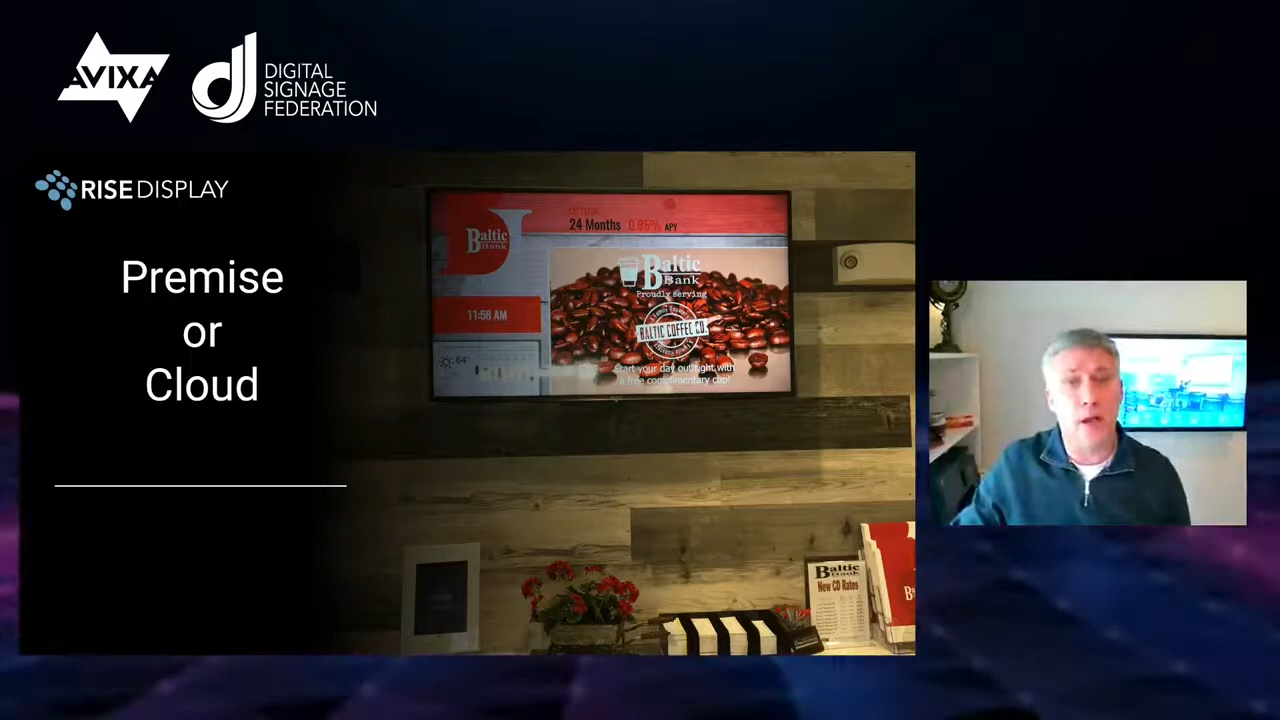 AVIXA
DIGITAL
SIGNAGE
FEDERATION
RISEDISPLAY
Premise
or
Cloud
24 Months 0.85% APY
Baltic
Bank
11:58 AM
84°
Baltic
Bank
Proudly serving
BALTIC COFFEE CO.
Start your day out right with
a free complimentary cup!
Baltic
Bank
New CD Rates